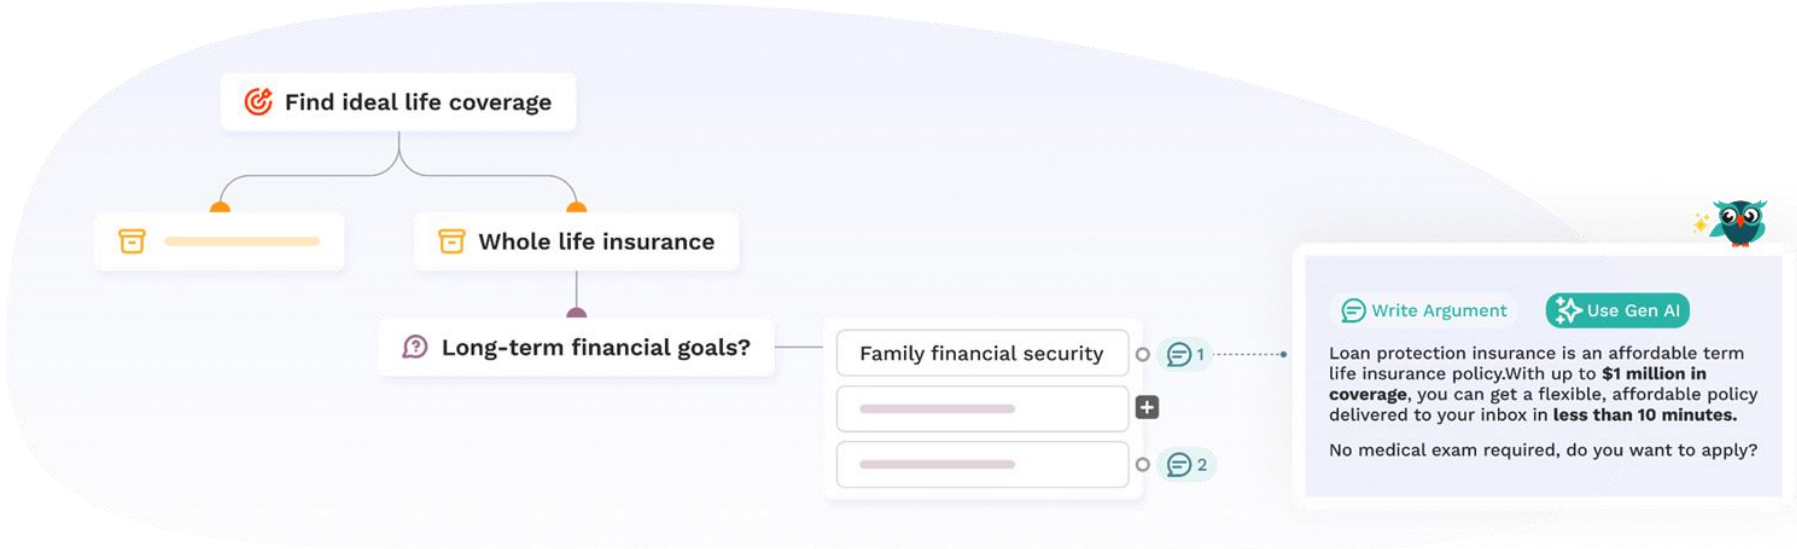 Find ideal life coverage
Whole life insurance
Long-term financial goals?
Family financial security
1
2
Write Argument
Use Gen AI
Loan protection insurance is an affordable term
life insurance policy.With up to $1 million in
coverage, you can get a flexible, affordable policy
delivered to your inbox in less than 10 minutes.
No medical exam required, do you want to apply?